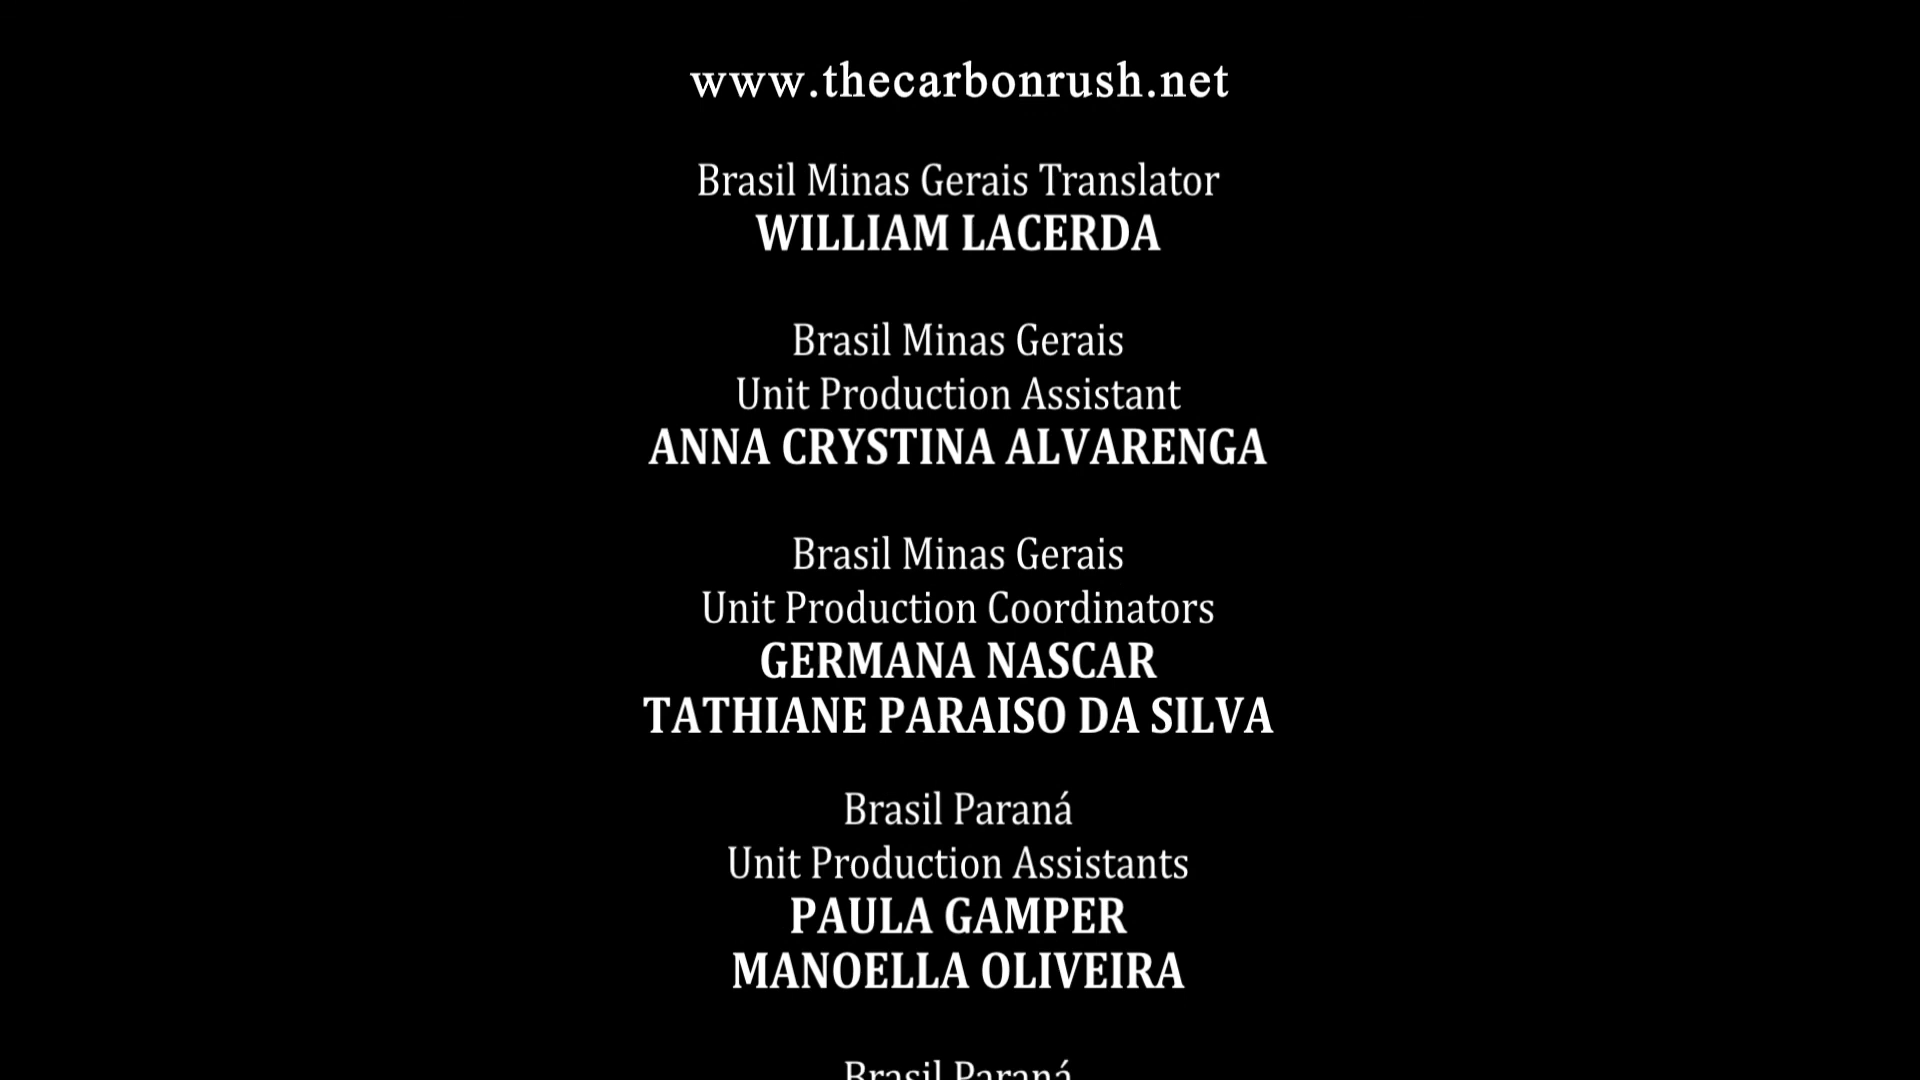 www.thecarbonrush.net
Brasil Minas Gerais Translator
WILLIAM LACERDA
Brasil Minas Gerais
Unit Production Assistant
ANNA CRYSTINA ALVARENGA
Brasil Minas Gerais
Unit Production Coordinators
GERMANA NASCAR
TATHIANE PARAISO DA SILVA
Brasil Paraná
Unit Production Assistants
PAULA GAMPER
MANOELLA OLIVEIRA
Brasil Paraná